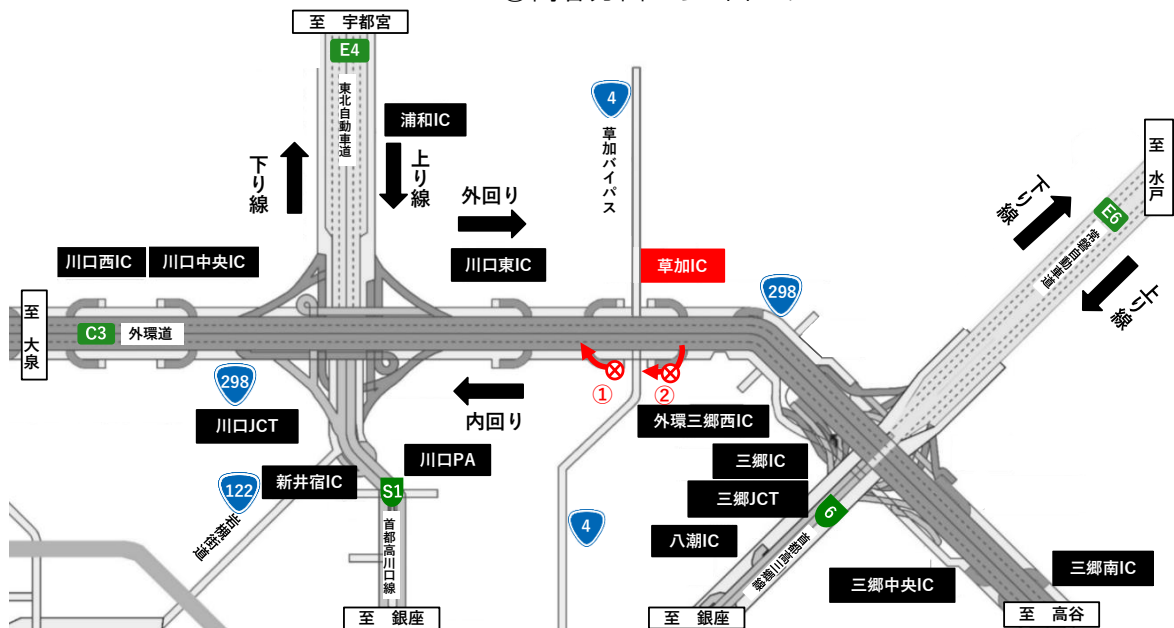 至 宇都宮
E4
東北自動車道
浦和IC
下り線
上り線
外回り
4
草加バイパス
至 水戸
下り線
E6
常磐自動車道
上り線
川口西IC
川口中央IC
川口東IC
草加IC
298
至 大泉
C3
外環道
①
②
298
内回り
川口JCT
外環三郷西IC
川口PA
三郷IC
新井宿IC
122
岩槻街道
S1
三郷JCT
6
首都高三郷線
4
首都高川口線
八潮IC
三郷中央IC
三郷南IC
至 銀座
至 銀座
至 高谷